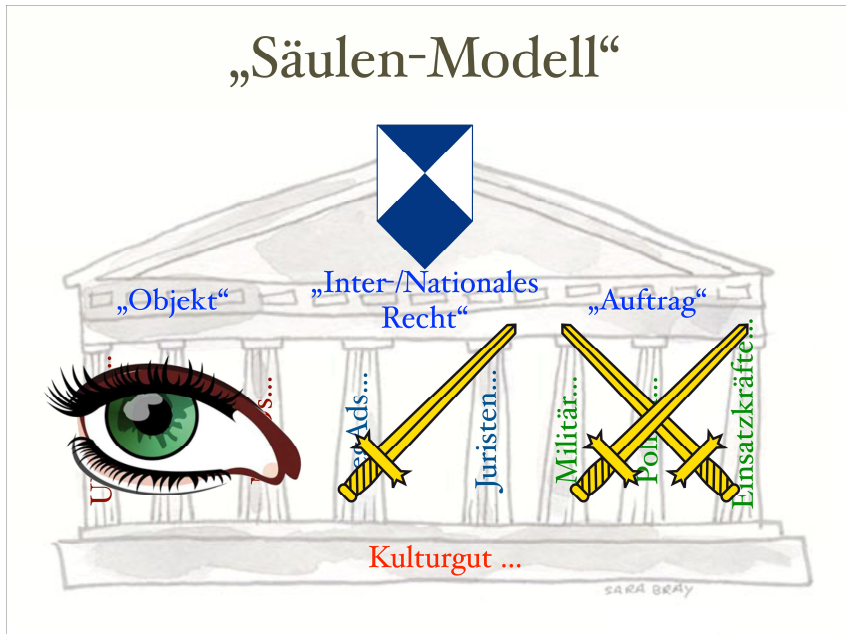 „Säulen-Modell“
„Objekt“
„Inter-/Nationales
Recht“
„Auftrag“
Juristen...
Militär...
Einsatzkräfte...
Kulturgut ...
SARA BRAY